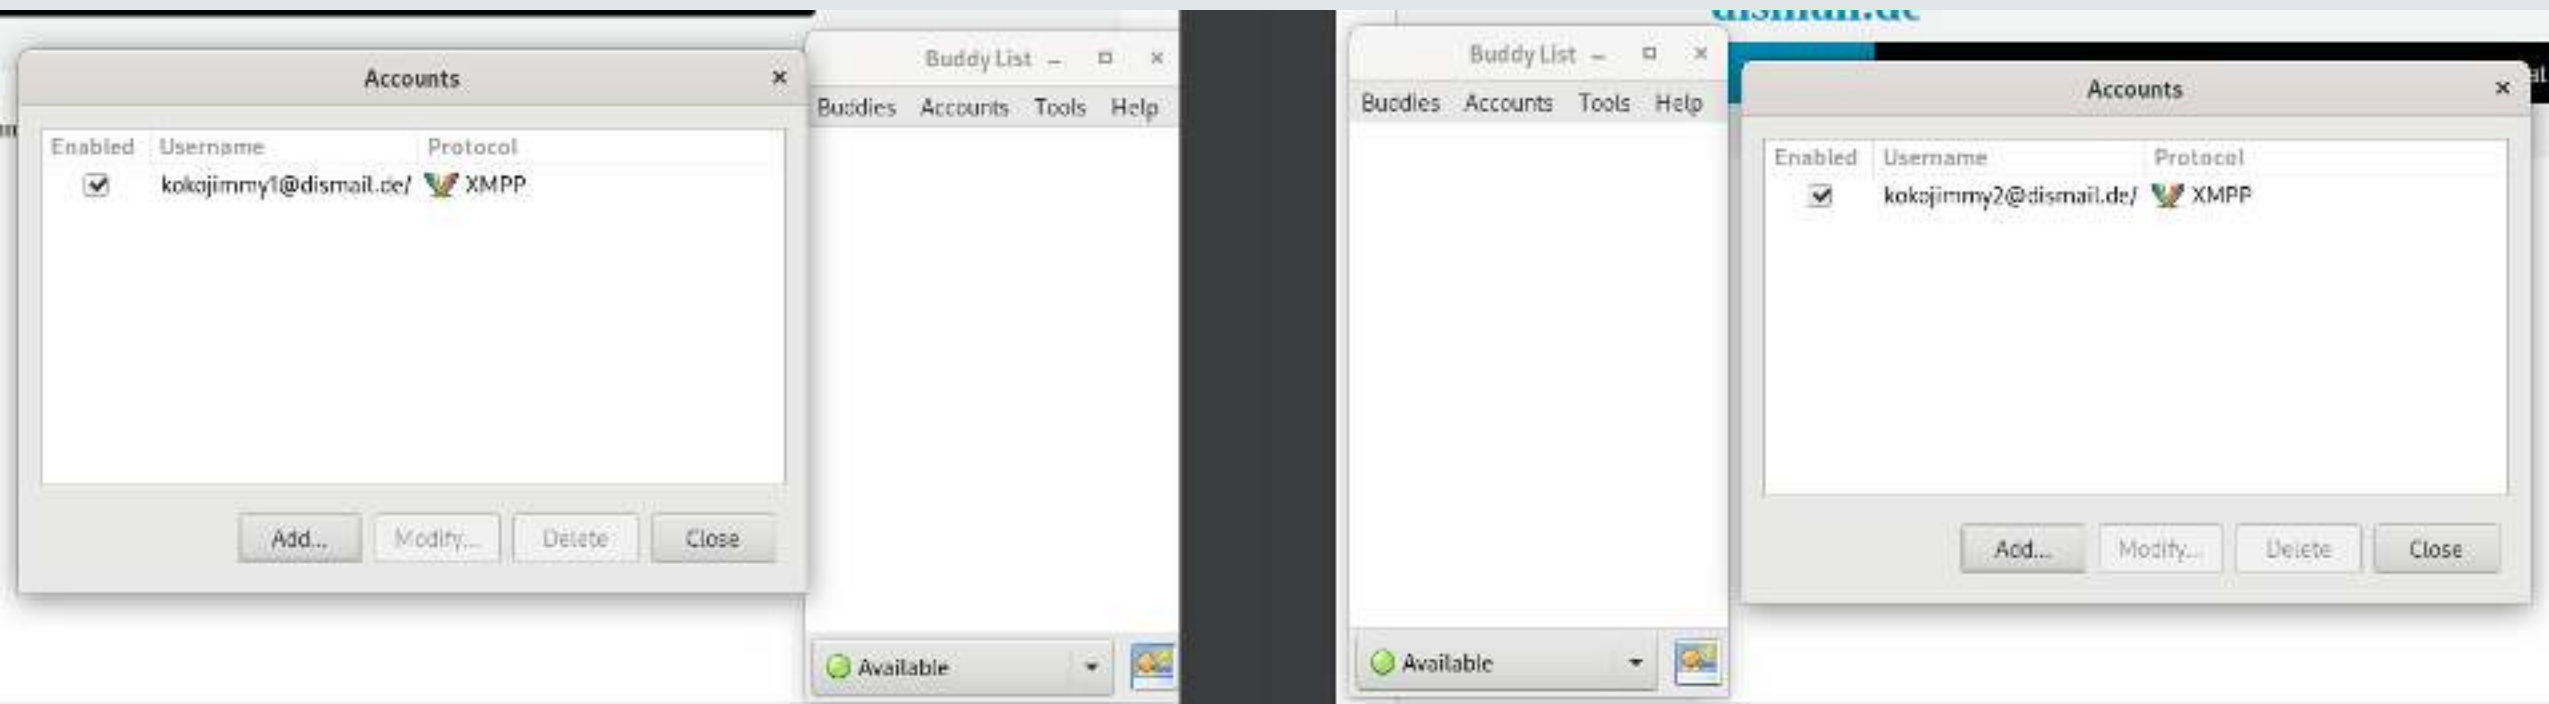 dismail.de
Accounts
Buddy List
Buddies Accounts Tools Help
Enabled Username Protocol
kokojimmy1@dismail.de/ XMPP
Add... Modify... Delete Close
Available
Buddy List
Buddies Accounts Tools Help
Available
Accounts
Enabled Username Protocol
kokojimmy2@dismail.de/ XMPP
Add... Modify... Delete Close